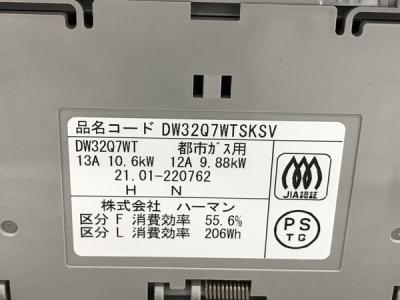 品名コード DW32Q7WTSKSV
DW32Q7WT 都市ガス用
13A 10.6kW 12A 9.88kW
21.01-220762
H N
JIA認証
株式会社 ハーマン
区分 F 消費効率 55.6%
区分 L 消費効率 206Wh
PS
TG